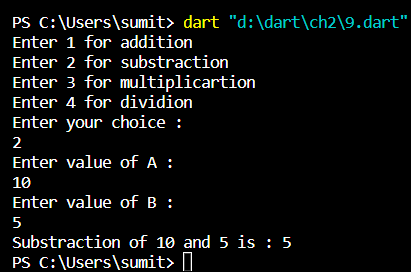 PS C:\Users\sumit> dart "d:\dart\ch2\9.dart"
Enter 1 for addition
Enter 2 for substraction
Enter 3 for multiplicartion
Enter 4 for dividion
Enter your choice :
2
Enter value of A :
10
Enter value of B :
5
Substraction of 10 and 5 is : 5
PS C:\Users\sumit>